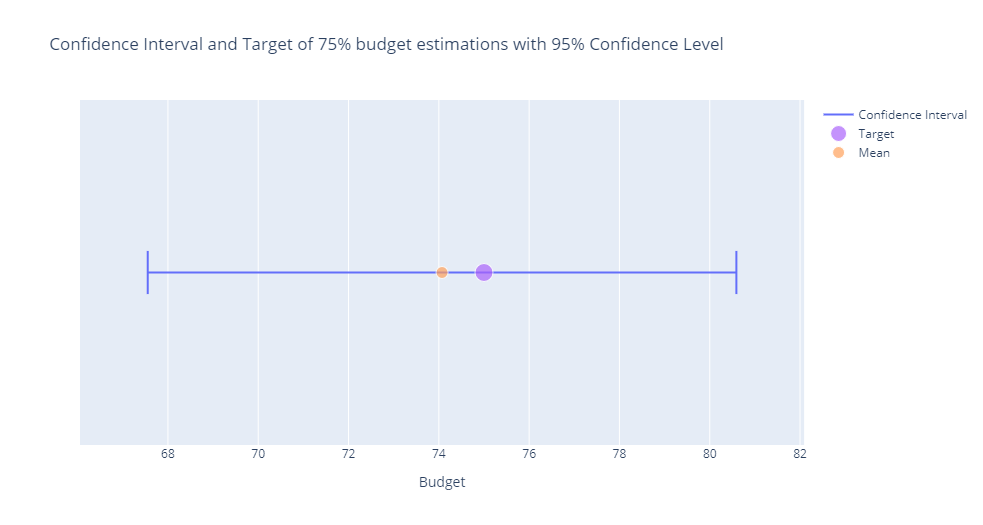 Confidence Interval and Target of 75% budget estimations with 95% Confidence Level
Confidence Interval
Target
Mean
68 70 72 74 76 78 80 82
Budget